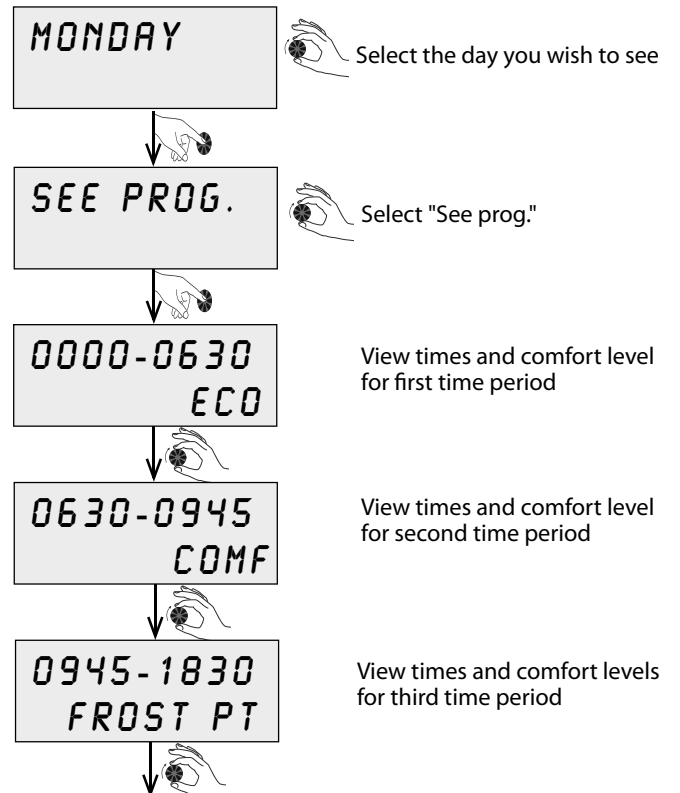 MONDAY
Select the day you wish to see
SEE PROG.
Select "See prog."
0000-0630
ECO
View times and comfort level
for first time period
0630-0945
COMF
View times and comfort level
for second time period
0945-1830
FROST PT
View times and comfort levels
for third time period